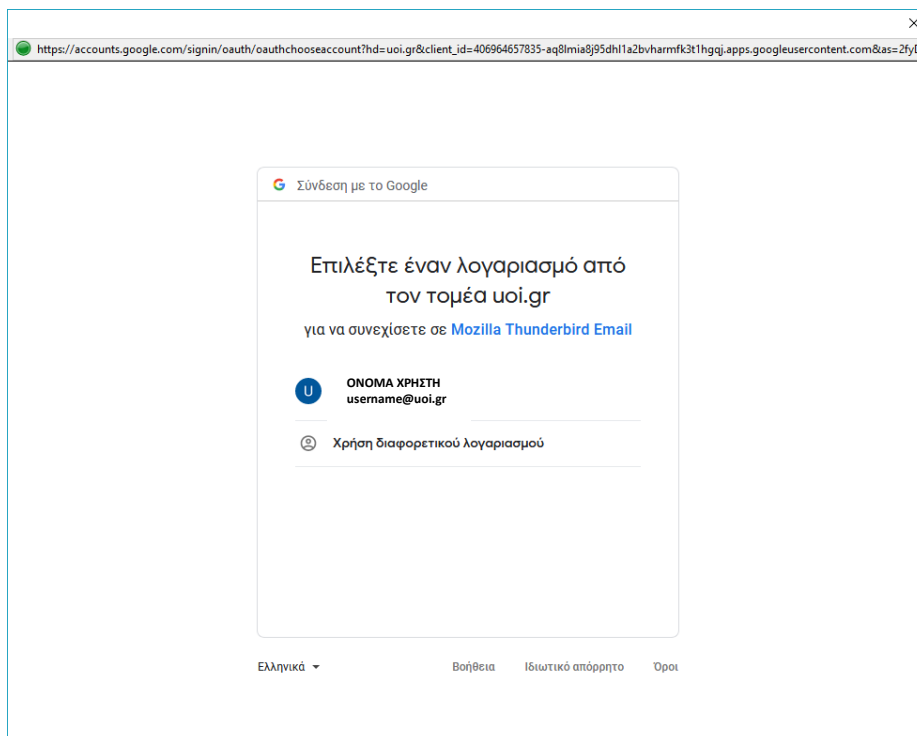 https://accounts.google.com/signin/oauth/oauthchooseaccount?hd=uoi.gr&client_id=406964657835-aq8lmia8j95dhl1a2bvharmfk3t1hgqj.apps.googleusercontent.com&as=2fyD
Σύνδεση με το Google
Επιλέξτε έναν λογαριασμό από
τον τομέα uoi.gr
για να συνεχίσετε σε Mozilla Thunderbird Email
U
ΟΝΟΜΑ ΧΡΗΣΤΗ
username@uoi.gr
Χρήση διαφορετικού λογαριασμού
Ελληνικά Βοήθεια Ιδιωτικό απόρρητο Όροι